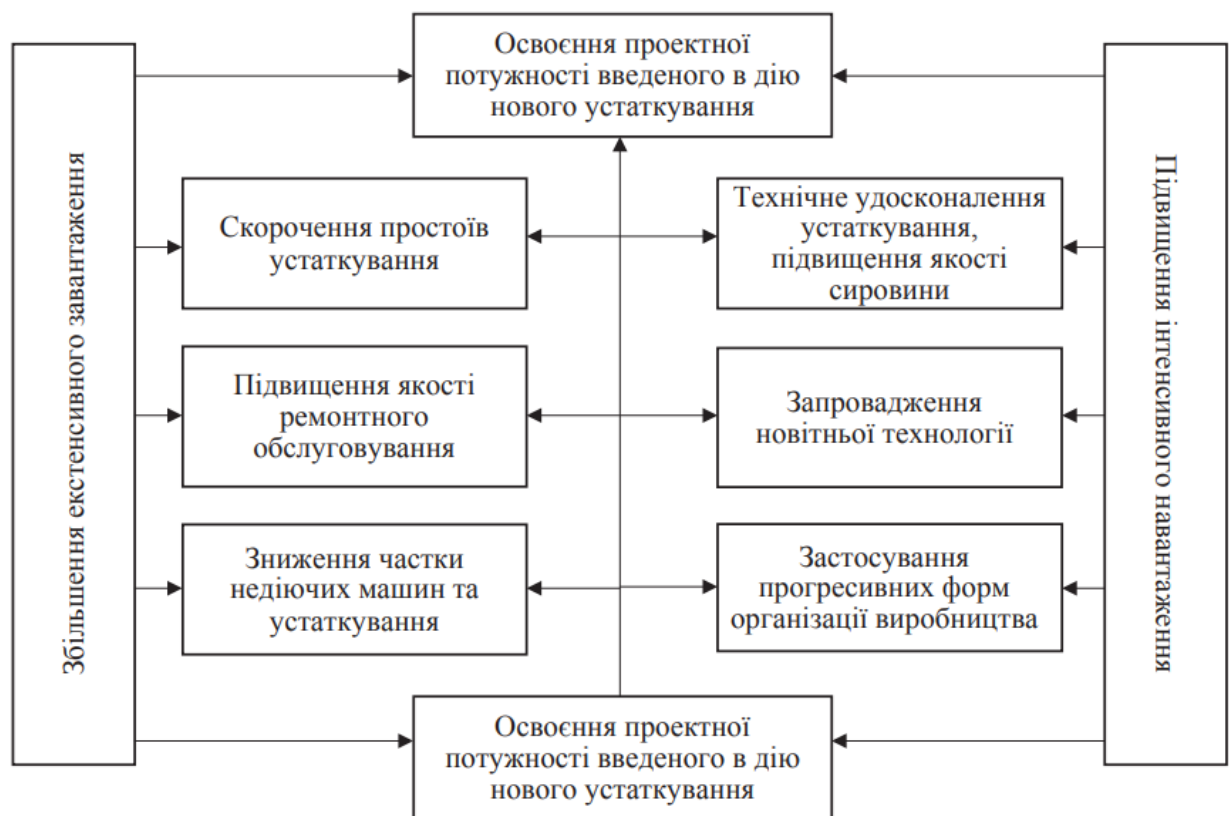 Освоєння проектної
потужності введеного в дію
нового устаткування
Збільшення екстенсивного завантаження
Скорочення простоїв
устаткування
Технічне удосконалення
устаткування,
підвищення якості
сировини
Підвищення інтенсивного навантаження
Підвищення якості
ремонтного
обслуговування
Запровадження
новітньої технології
Зниження частки
недіючих машин та
устаткування
Застосування
прогресивних форм
організації виробництва
Освоєння проектної
потужності введеного в дію
нового устаткування